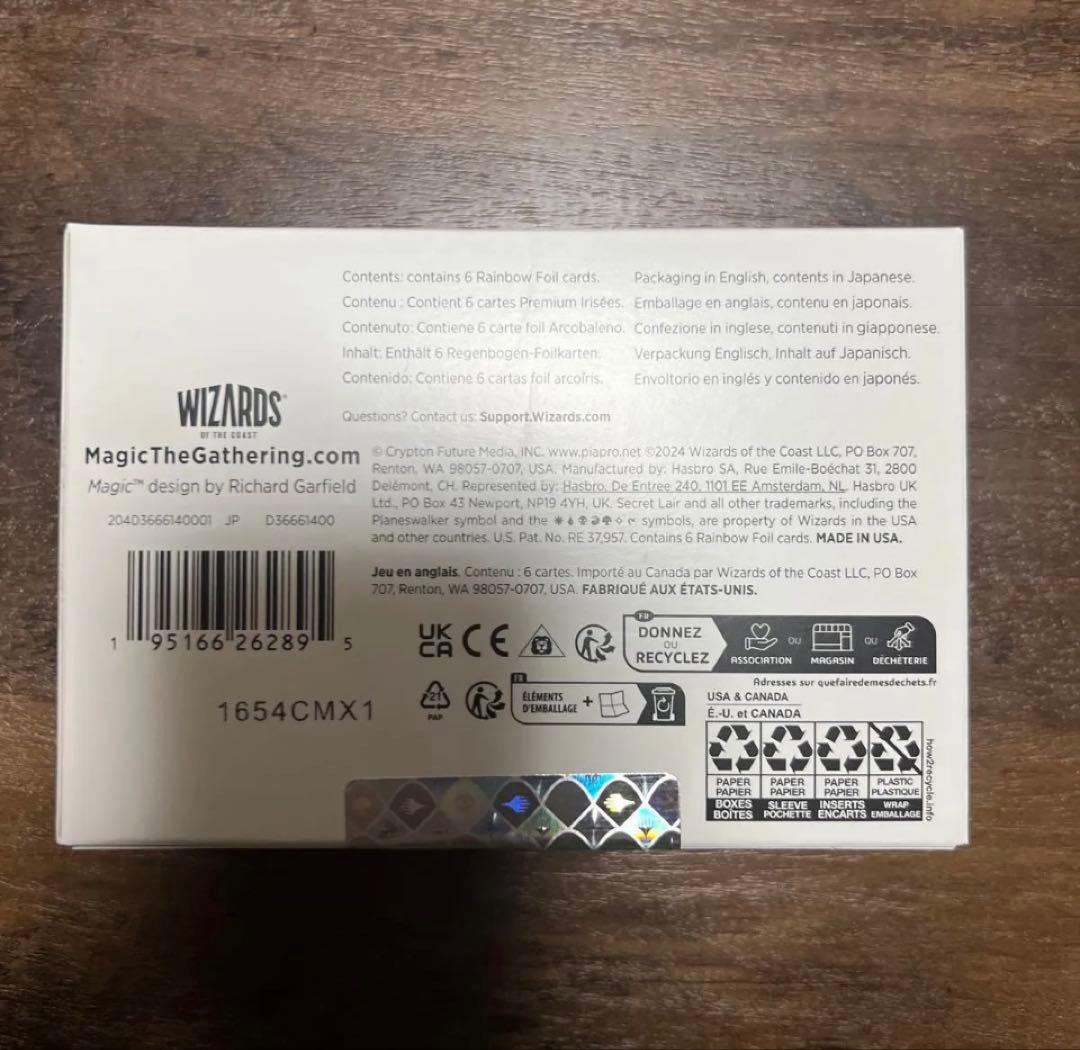 Contents: contains 6 Rainbow Foil cards. Packaging in English, contents in Japanese.
Contenu : Contient 6 cartes Premium Irisées. Emballage en anglais, contenu en japonais.
Contenuto: Contiene 6 carte foil Arcobaleno. Confezione in inglese, contenuti in giapponese.
Inhalt: Enthält 6 Regenbogen-Foilkarten. Verpackung Englisch, Inhalt auf Japanisch.
Contenido: Contiene 6 cartas foil arcoíris. Envoltorio en inglés y contenido en japonés.
Questions? Contact us: Support.Wizards.com
WIZARDS
OF THE COAST
MagicTheGathering.com
Magic™ design by Richard Garfield
204D3666140001 JP D36661400
1 95166 26289 5
1654CMX1
© Crypton Future Media, INC. www.piapro.net ©2024 Wizards of the Coast LLC, PO Box 707,
Renton, WA 98057-0707, USA. Manufactured by: Hasbro SA, Rue Emile-Boéchat 31, 2800
Delémont, CH. Represented by: Hasbro, De Entree 240, 1101 EE Amsterdam, NL. Hasbro UK
Ltd., PO Box 43 Newport, NP19 4YH, UK. Secret Lair and all other trademarks, including the
Planeswalker symbol and the symbols, are property of Wizards in the USA
and other countries. U.S. Pat. No. RE 37,957. Contains 6 Rainbow Foil cards. MADE IN USA.
Jeu en anglais. Contenu : 6 cartes. Importé au Canada par Wizards of the Coast LLC, PO Box
707, Renton, WA 98057-0707, USA. FABRIQUÉ AUX ÉTATS-UNIS.
UK
CA CE
FR
DONNEZ
OU
RECYCLEZ
OU OU
ASSOCIATION MAGASIN DÉCHÈTERIE
Adresses sur quefairedemesdechets.fr
21
PAP
FR
ÉLÉMENTS
D'EMBALLAGE +
USA & CANADA
É.-U. et CANADA
PAPER PAPER PAPER PLASTIC
PAPIER PAPIER PAPIER PLASTIQUE
BOXES SLEEVE INSERTS WRAP
BOÎTES POCHETTE ENCARTS EMBALLAGE
how2recycle.info